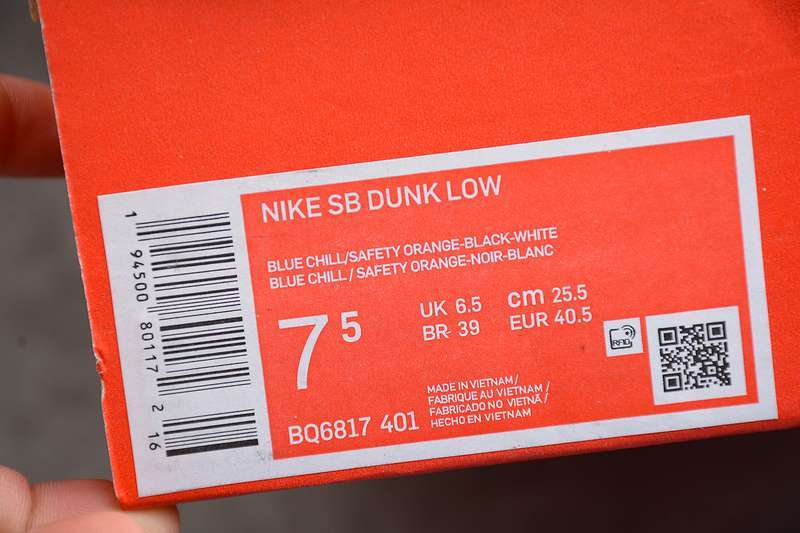 NIKE SB DUNK LOW
BLUE CHILL/SAFETY ORANGE-BLACK-WHITE
BLUE CHILL / SAFETY ORANGE-NOIR-BLANC
7 5
UK 6.5 cm 25.5
BR- 39 EUR 40.5
RFID
MADE IN VIETNAM /
FABRIQUE AU VIETNAM /
FABRICADO NO VIETNÃ /
HECHO EN VIETNAM
BQ6817 401
1 94500 80117 2 16